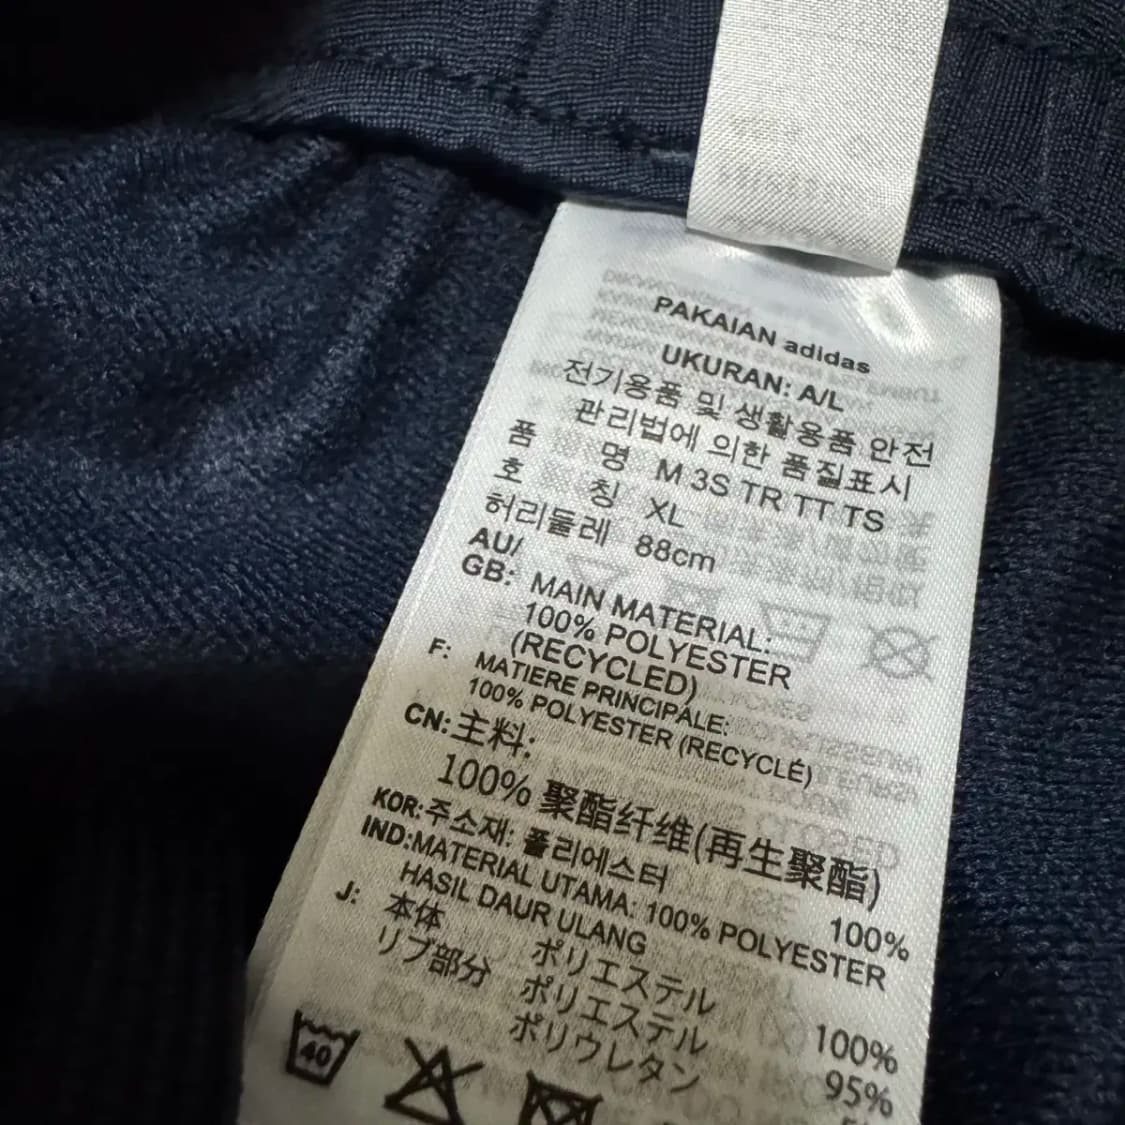 PAKAIAN adidas
UKURAN: A/L
전기용품 및 생활용품 안전
관리법에 의한 품질표시
품 명 M 3S TR TT TS
호 칭 XL
허리둘레 88cm
AU/
GB: MAIN MATERIAL:
100% POLYESTER
(RECYCLED)
F: MATIERE PRINCIPALE:
100% POLYESTER (RECYCLÉ)
CN: 主料:
100% 聚酯纤维(再生聚酯)
KOR: 주소재: 폴리에스터 100%
IND: MATERIAL UTAMA: 100% POLYESTER
HASIL DAUR ULANG
J: 本体 ポリエステル 100%
リブ部分 ポリエステル 95%
ポリウレタン
40